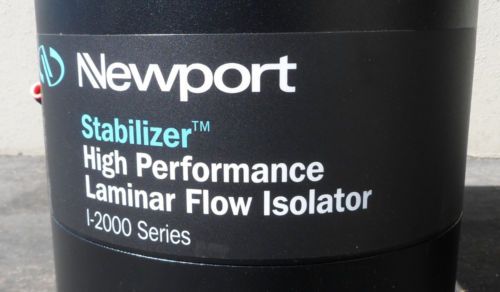 Newport
Stabilizer™
High Performance
Laminar Flow Isolator
I-2000 Series